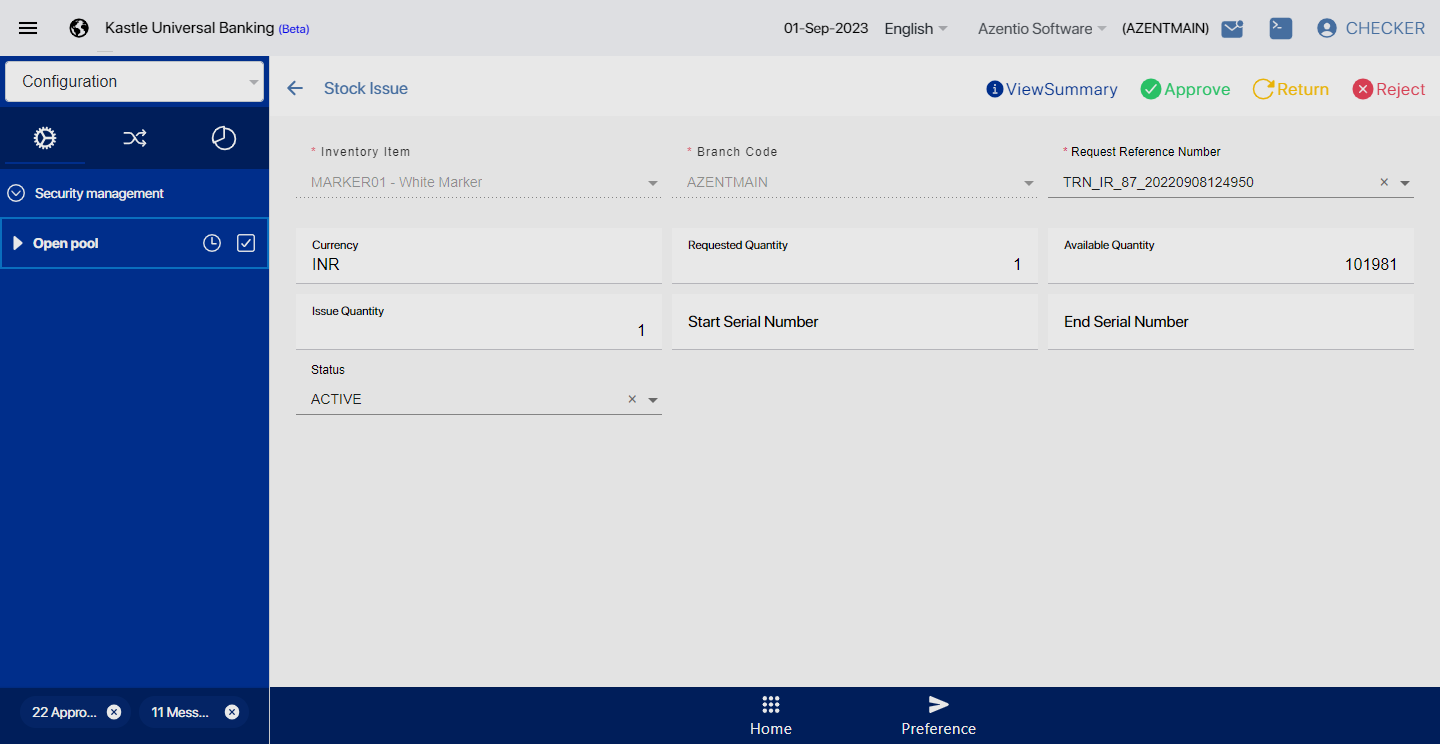 Kastle Universal Banking (Beta)
01-Sep-2023 English Azentio Software (AZENTMAIN) CHECKER
Configuration
Stock Issue
ViewSummary Approve Return Reject
Security management
Open pool
* Inventory Item
MARKER01 - White Marker
* Branch Code
AZENTMAIN
* Request Reference Number
TRN_IR_87_20220908124950
Currency
INR
Requested Quantity
1
Available Quantity
101981
Issue Quantity
1
Start Serial Number
End Serial Number
Status
ACTIVE
22 Appro...
11 Mess...
Home
Preference